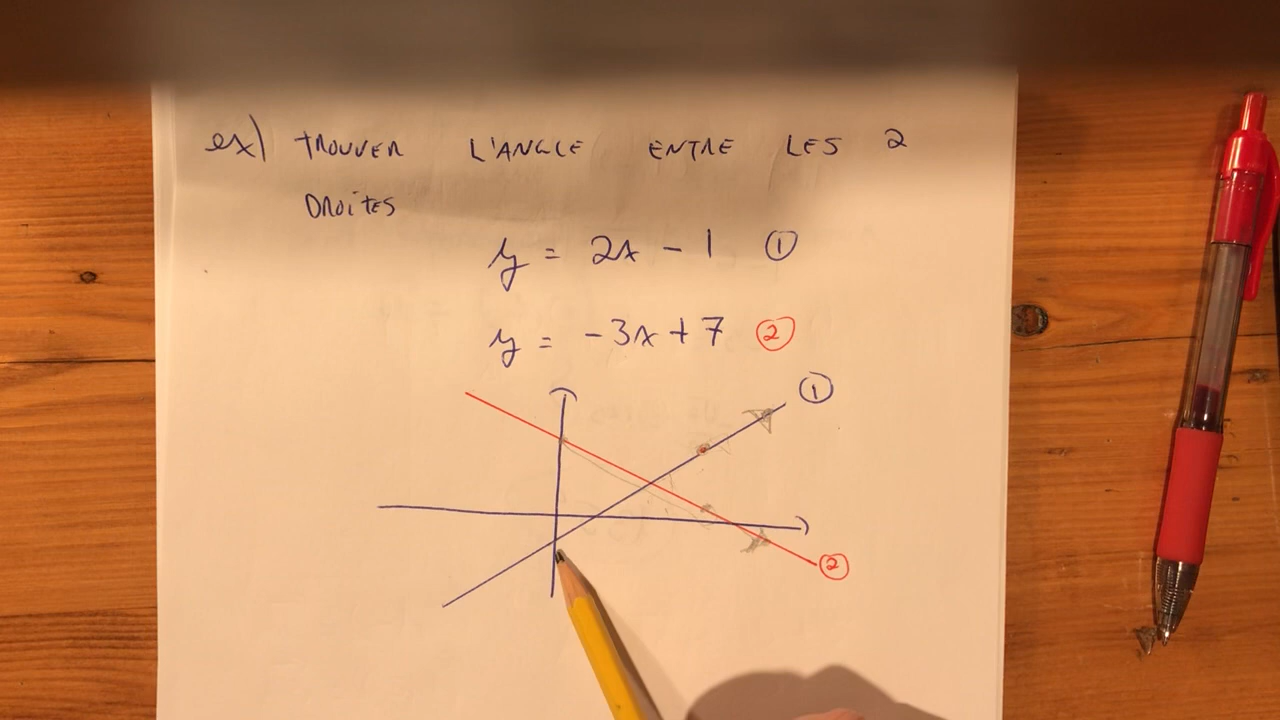 ex) TROUVER L'ANGLE ENTRE LES 2
DROITES
y = 2x - 1 ①
y = -3x + 7 ②
①
②